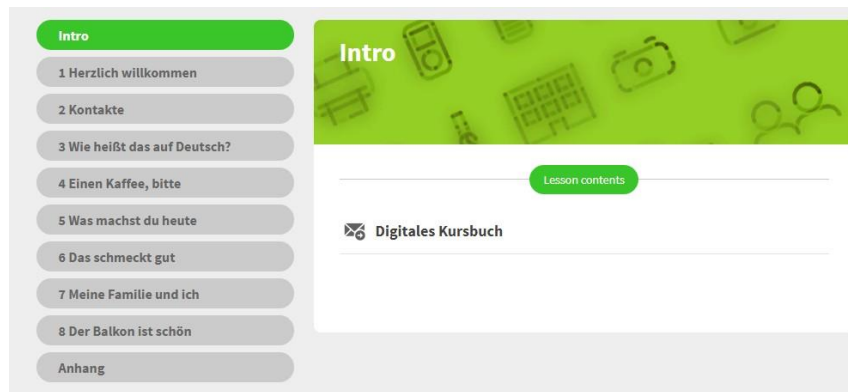 Intro
1 Herzlich willkommen
2 Kontakte
3 Wie heißt das auf Deutsch?
4 Einen Kaffee, bitte
5 Was machst du heute
6 Das schmeckt gut
7 Meine Familie und ich
8 Der Balkon ist schön
Anhang
Intro
Lesson contents
Digitales Kursbuch